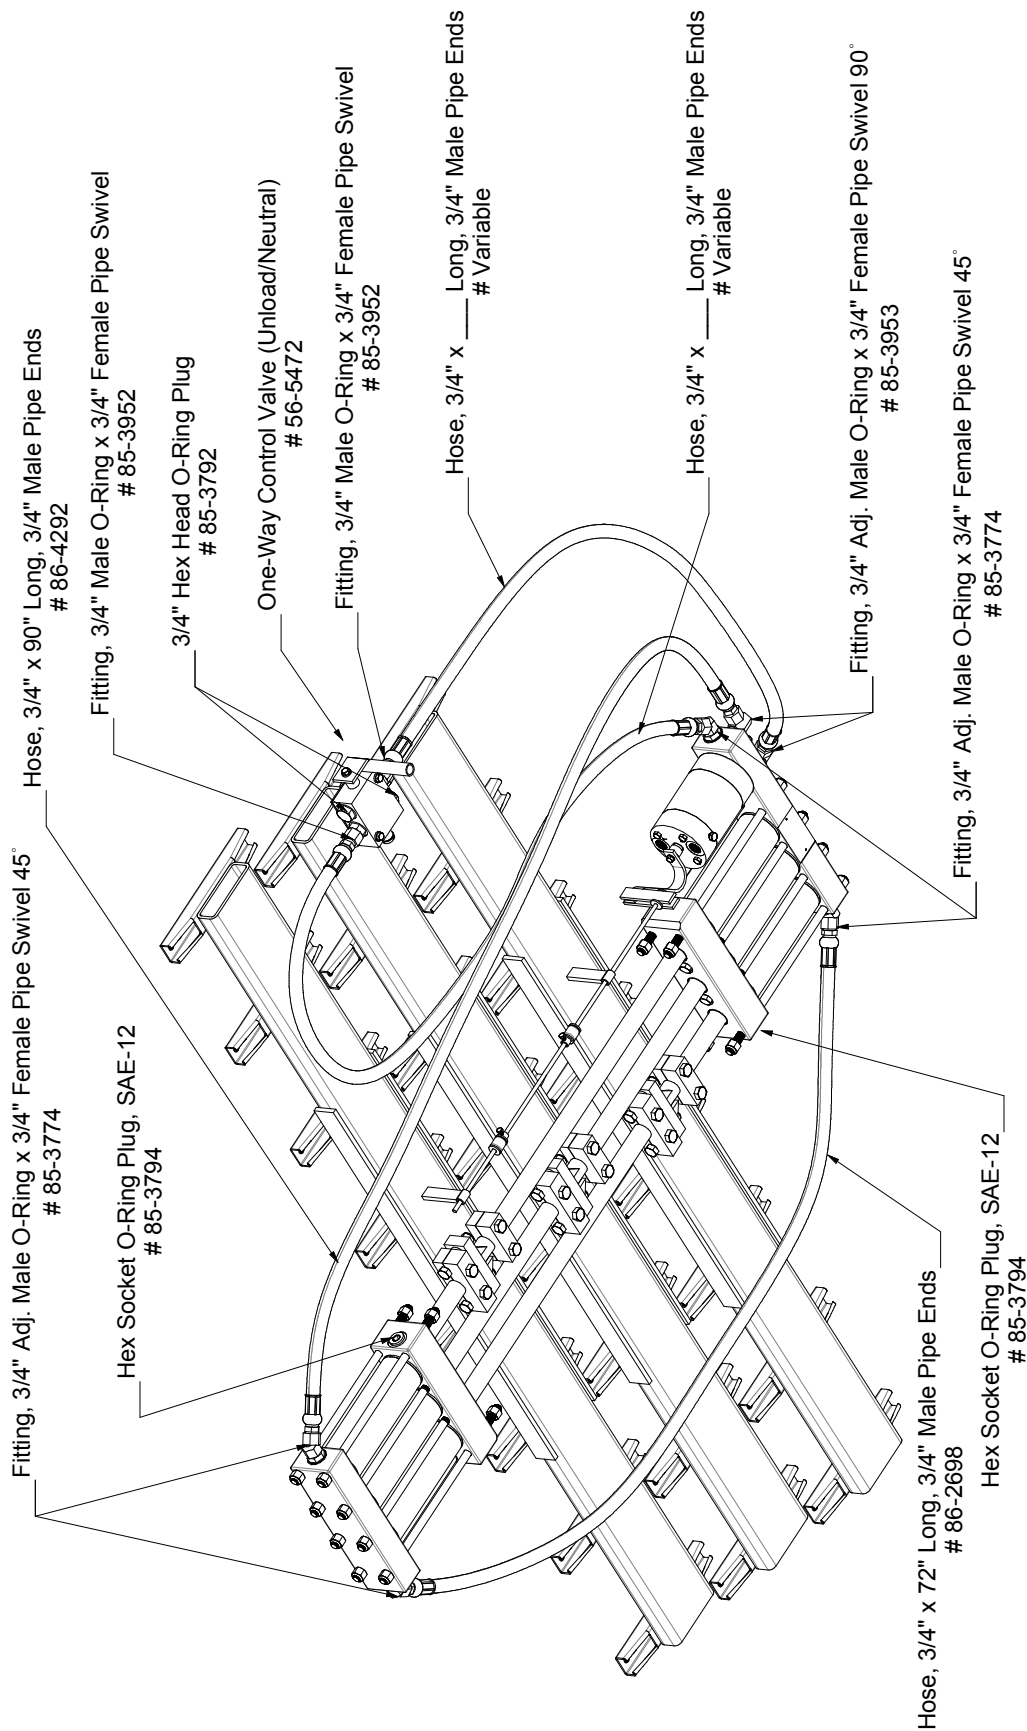 Fitting, 3/4" Adj. Male O-Ring x 3/4" Female Pipe Swivel 45°
# 85-3774
Hex Socket O-Ring Plug, SAE-12
# 85-3794
Hose, 3/4" x 90" Long, 3/4" Male Pipe Ends
# 86-4292
Fitting, 3/4" Male O-Ring x 3/4" Female Pipe Swivel
# 85-3952
3/4" Hex Head O-Ring Plug
# 85-3792
One-Way Control Valve (Unload/Neutral)
# 56-5472
Fitting, 3/4" Male O-Ring x 3/4" Female Pipe Swivel
# 85-3952
Hose, 3/4" x ____ Long, 3/4" Male Pipe Ends
# Variable
Hose, 3/4" x ____ Long, 3/4" Male Pipe Ends
# Variable
Fitting, 3/4" Adj. Male O-Ring x 3/4" Female Pipe Swivel 90°
# 85-3953
Fitting, 3/4" Adj. Male O-Ring x 3/4" Female Pipe Swivel 45°
# 85-3774
Hose, 3/4" x 72" Long, 3/4" Male Pipe Ends
# 86-2698
Hex Socket O-Ring Plug, SAE-12
# 85-3794